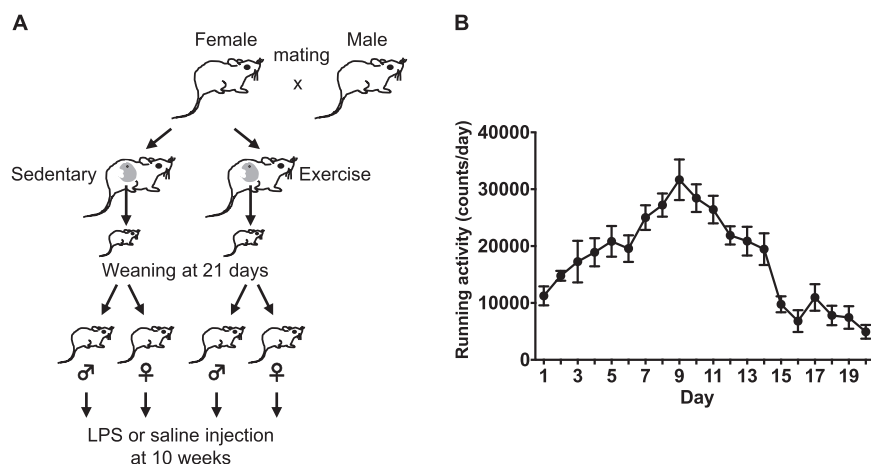 A
Female
mating
Male
x
Sedentary
Exercise
Weaning at 21 days
♂
♀
♂
♀
LPS or saline injection
at 10 weeks
B
Running activity (counts/day)
40000
30000
20000
10000
0
1 3 5 7 9 11 13 15 17 19
Day